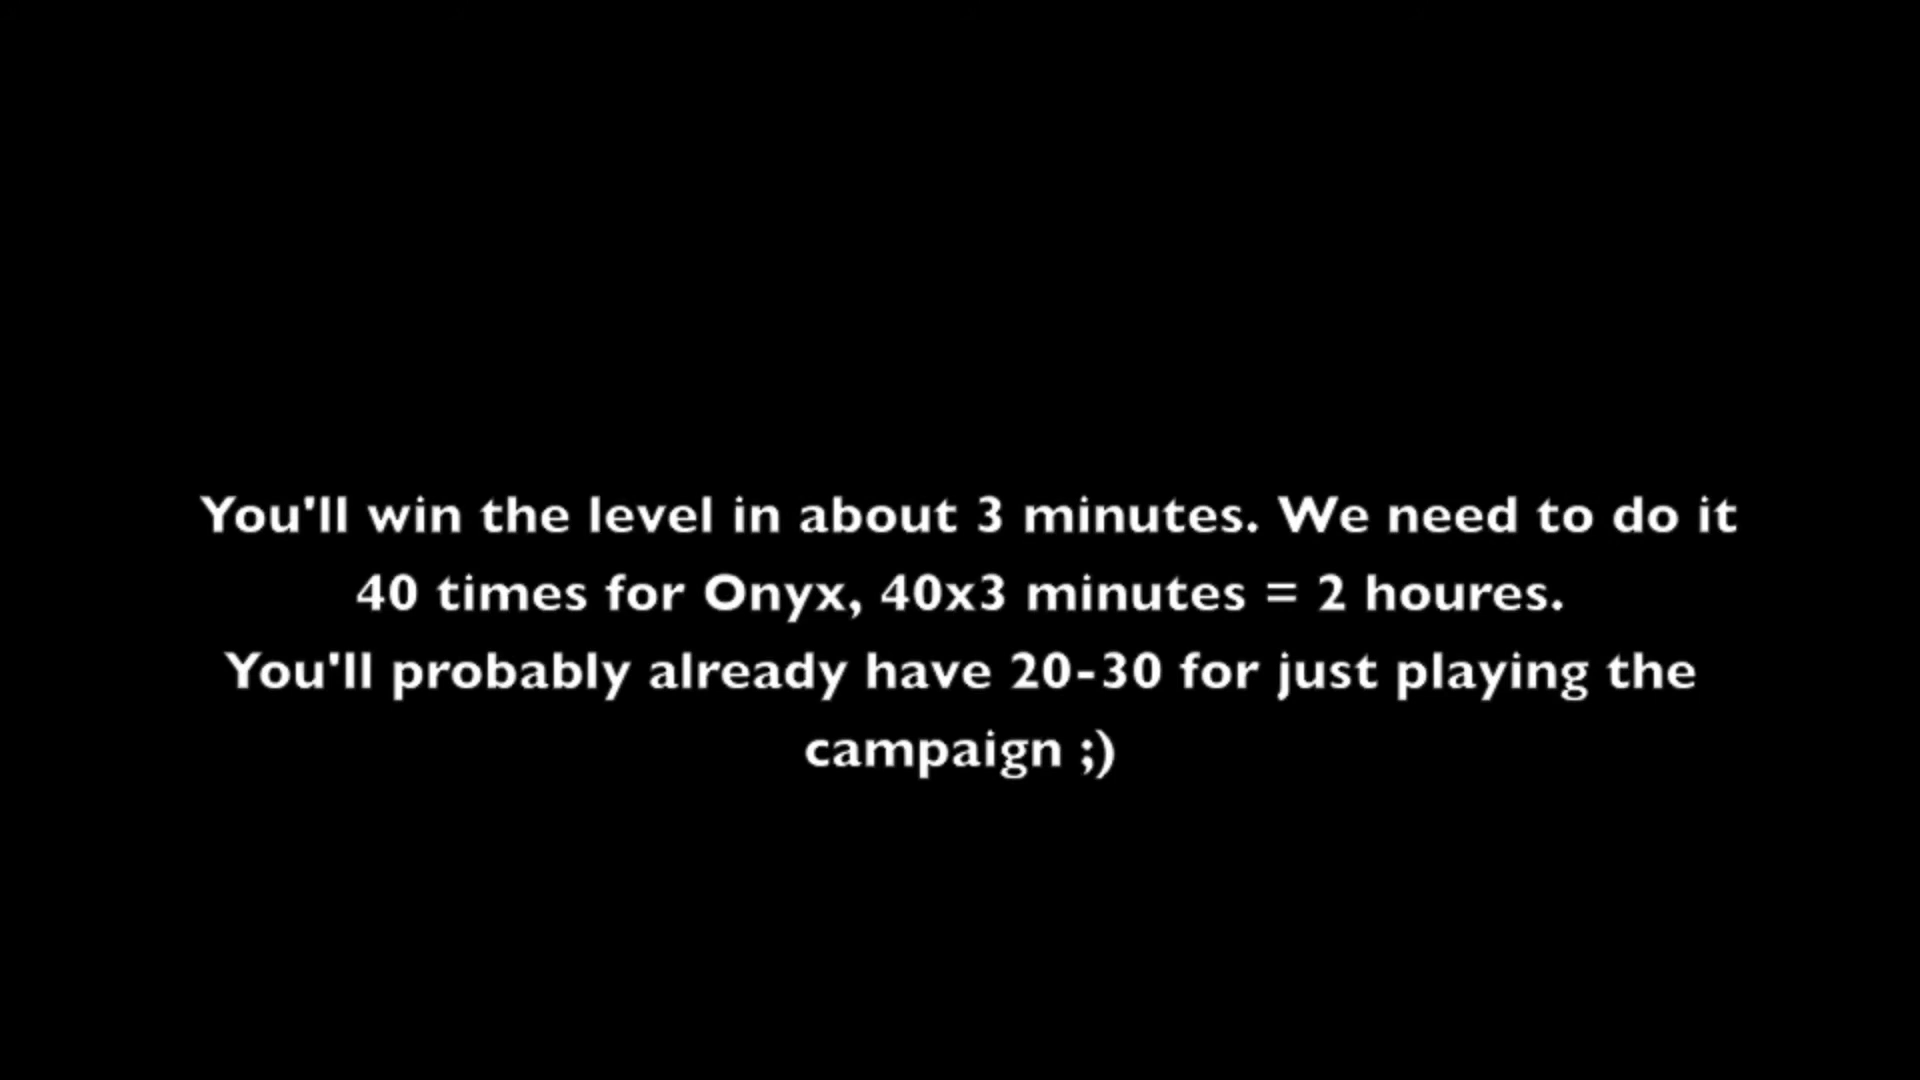 You'll win the level in about 3 minutes. We need to do it
40 times for Onyx, 40x3 minutes = 2 houres.
You'll probably already have 20-30 for just playing the
campaign ;)